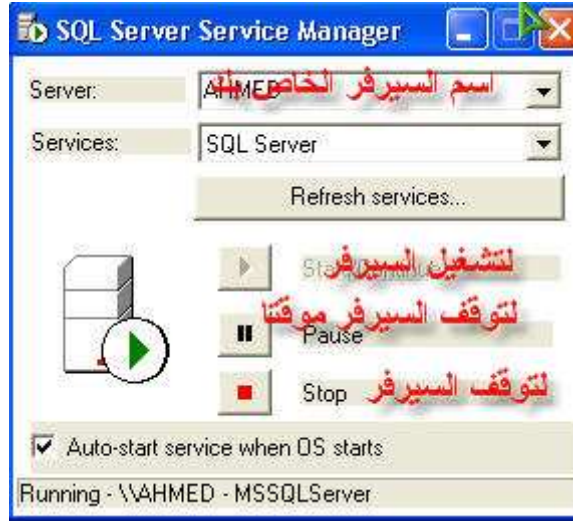 SQL Server Service Manager
Server: AHMED اسم السيرفر الخاص بك
Services: SQL Server
Refresh services...
لتشغيل السيرفر
لتوقف السيرفر موقتا
Pause
Stop لتوقف السيرفر
Auto-start service when OS starts
Running - \\AHMED - MSSQLServer